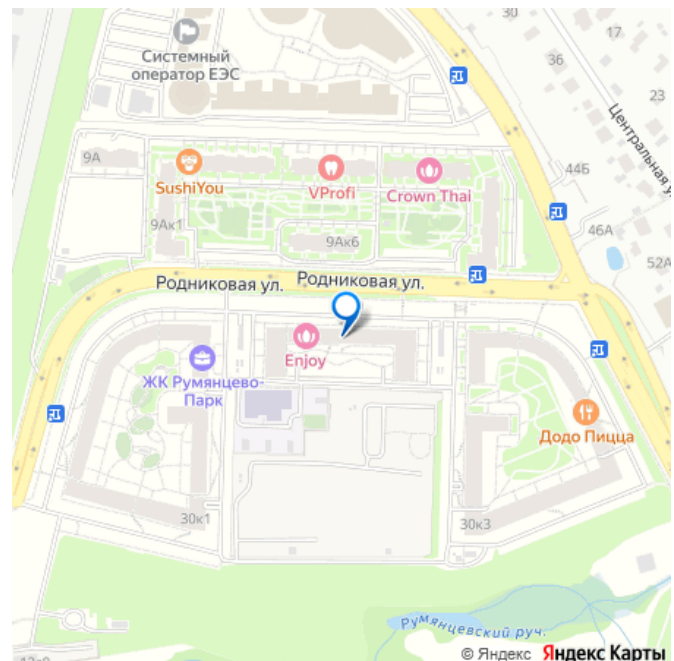 30
17
Системный
оператор ЕЭС
36
23
Центральная у
9А
SushiYou
VProfi
Crown Thai
44Б
9Ак1
9Ак6
46А
52А
Родниковая ул.
Родниковая ул.
Enjoy
ЖК Румянцево-
Парк
Додо Пицца
30к1
30к3
Румянцевский руч.
© Яндекс Яндекс Карты